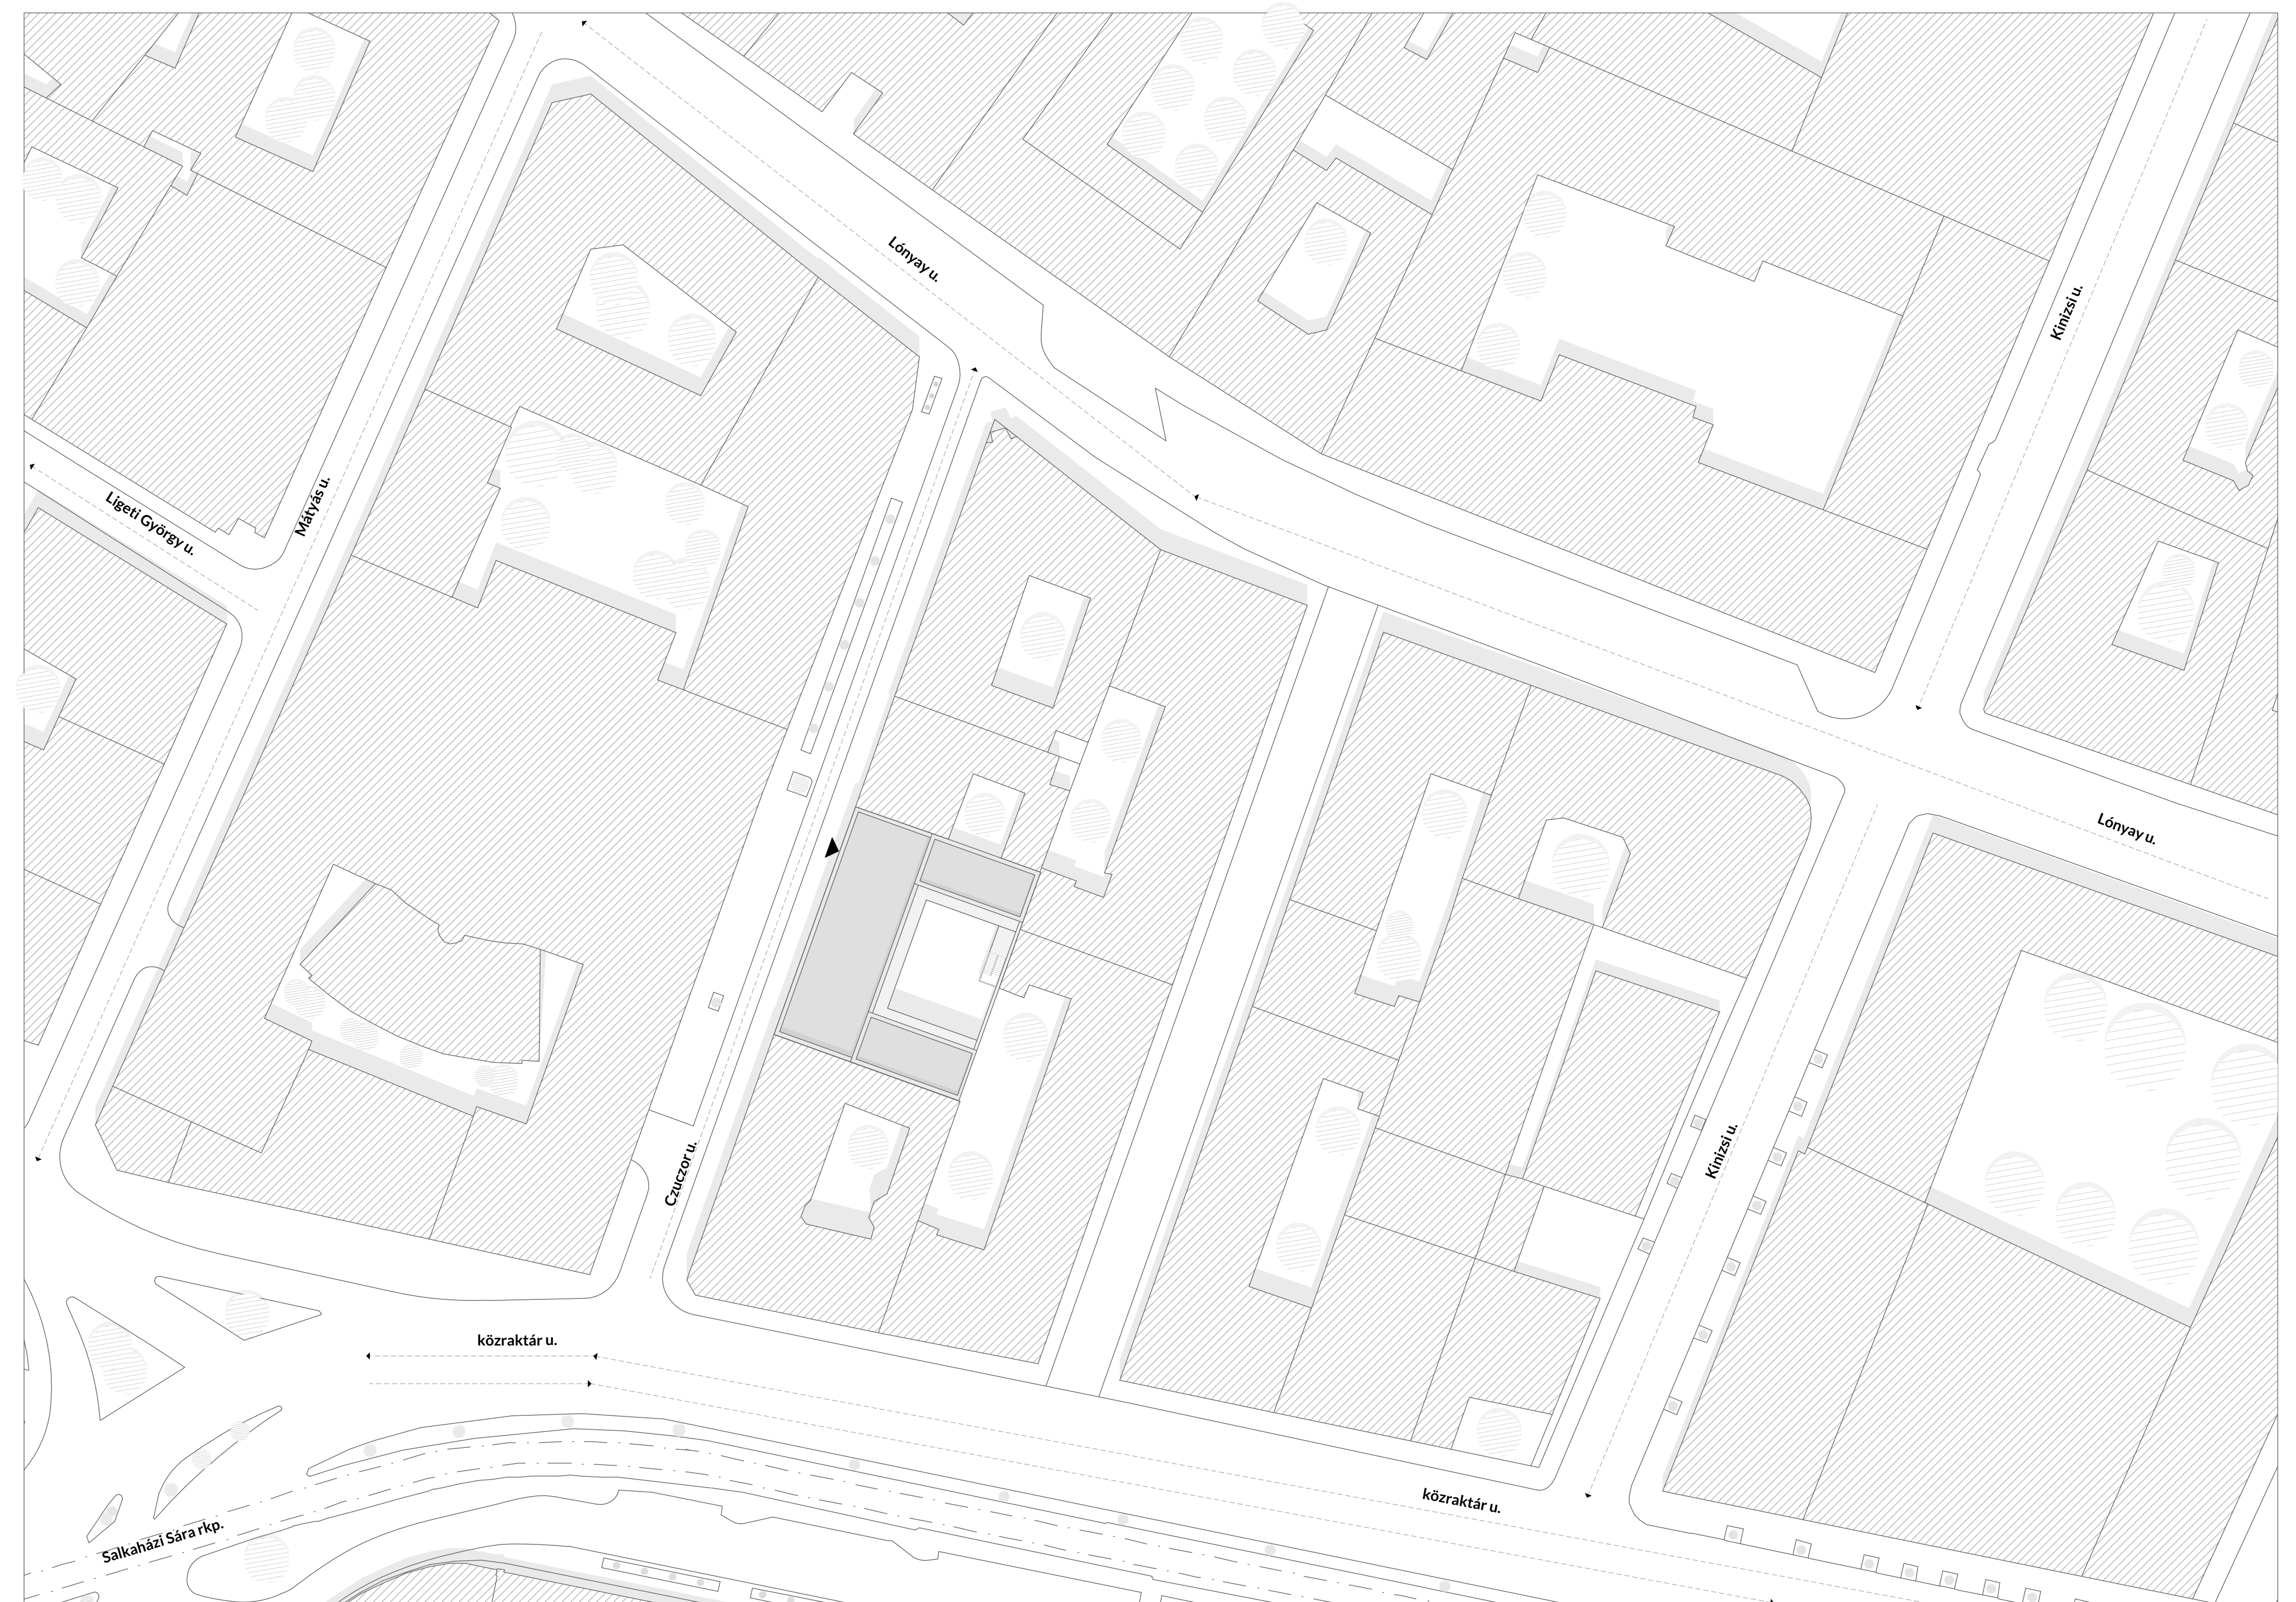 Lónyay u.
Kinizsi u.
Mátyás u.
Ligeti György u.
Lónyay u.
Kinizsi u.
Czuczor u.
közraktár u.
közraktár u.
Salkaházi Sára rkp.